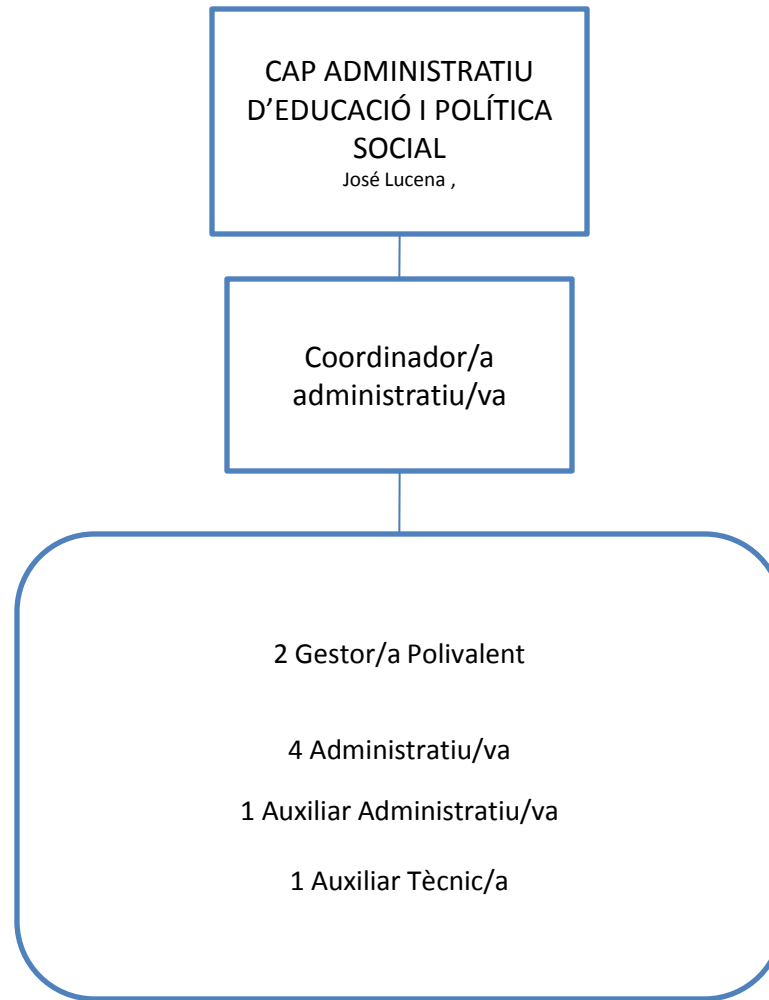 CAP ADMINISTRATIU
D’EDUCACIÓ I POLÍTICA
SOCIAL
José Lucena ,
Coordinador/a
administratiu/va
2 Gestor/a Polivalent
4 Administratiu/va
1 Auxiliar Administratiu/va
1 Auxiliar Tècnic/a